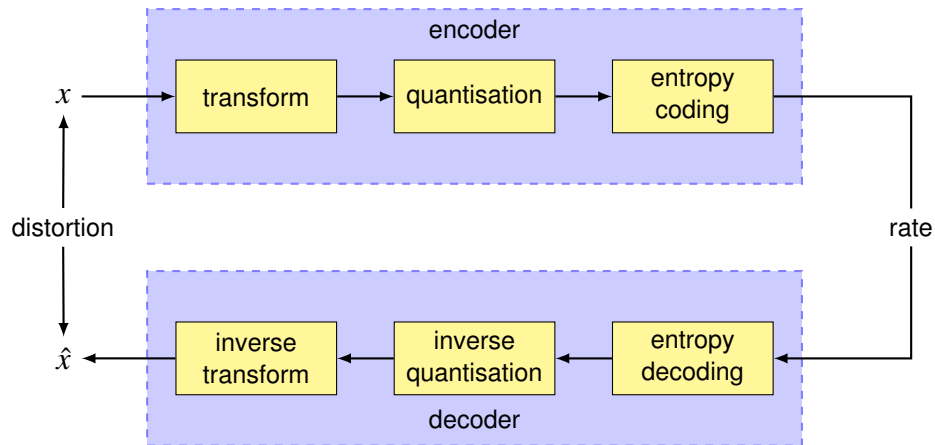 encoder
x
transform
quantisation
entropy
coding
distortion
rate
x̂
inverse
transform
inverse
quantisation
entropy
decoding
decoder